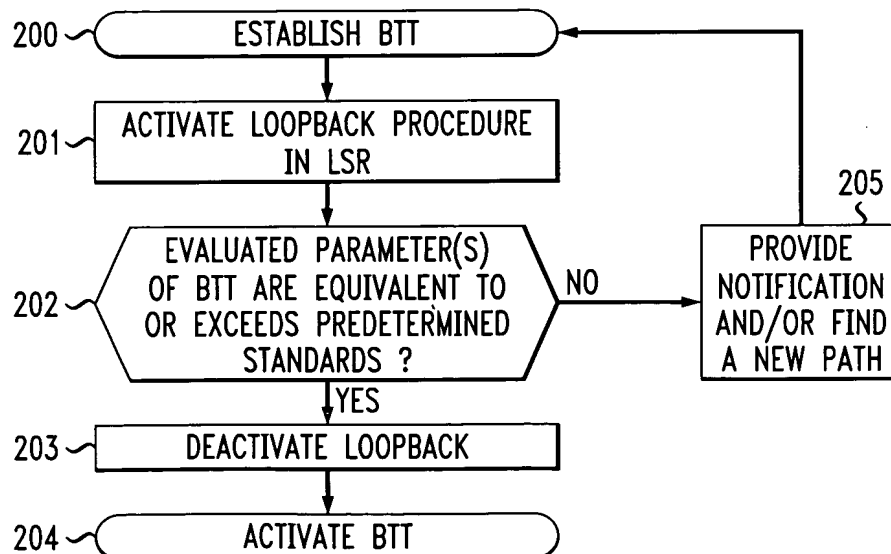 200
ESTABLISH BTT
201
ACTIVATE LOOPBACK PROCEDURE
IN LSR
202
EVALUATED PARAMETER(S)
OF BTT ARE EQUIVALENT TO
OR EXCEEDS PREDETERMINED
STANDARDS ?
NO
205
PROVIDE
NOTIFICATION
AND/OR FIND
A NEW PATH
YES
203
DEACTIVATE LOOPBACK
204
ACTIVATE BTT